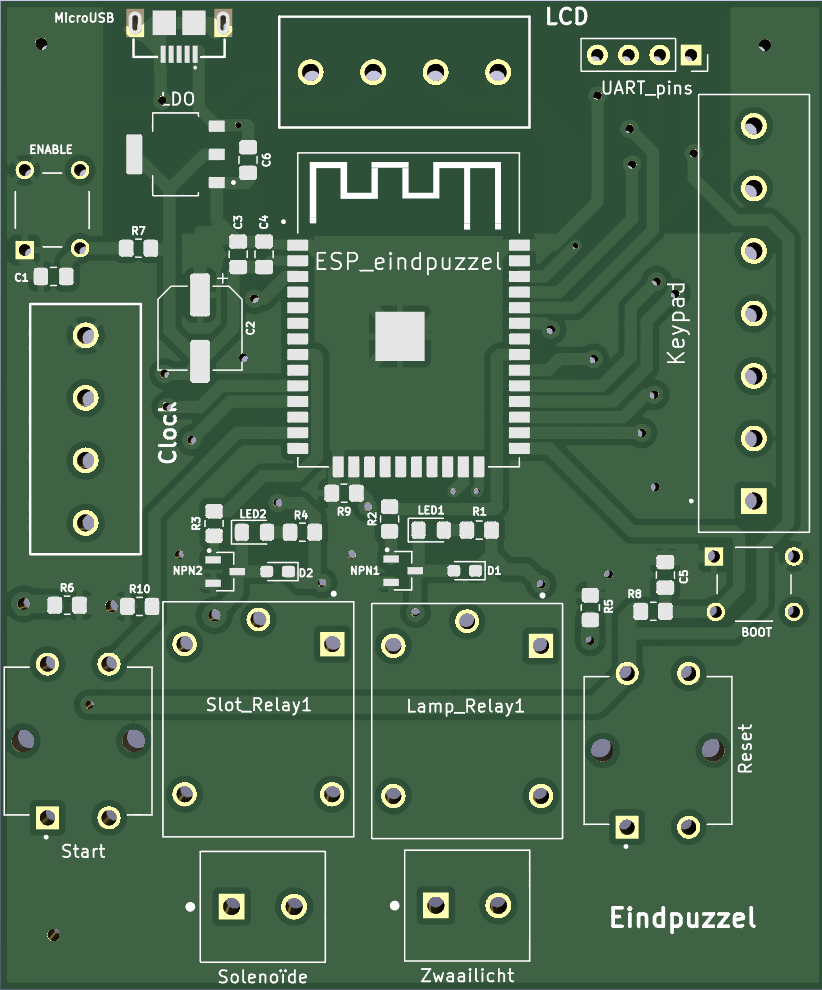 MicroUSB
LCD
UART_pins
LDO
ENABLE
C6
R7
C3
C4
C1
ESP_eindpuzzel
+
C2
Keypad
Clock
R9
LED2
R4
R3
R2
LED1
R1
NPN2
D2
NPN1
D1
C5
R6
R10
R5
R8
BOOT
Slot_Relay1
Lamp_Relay1
Reset
Start
Eindpuzzel
Solenoïde
Zwaailicht